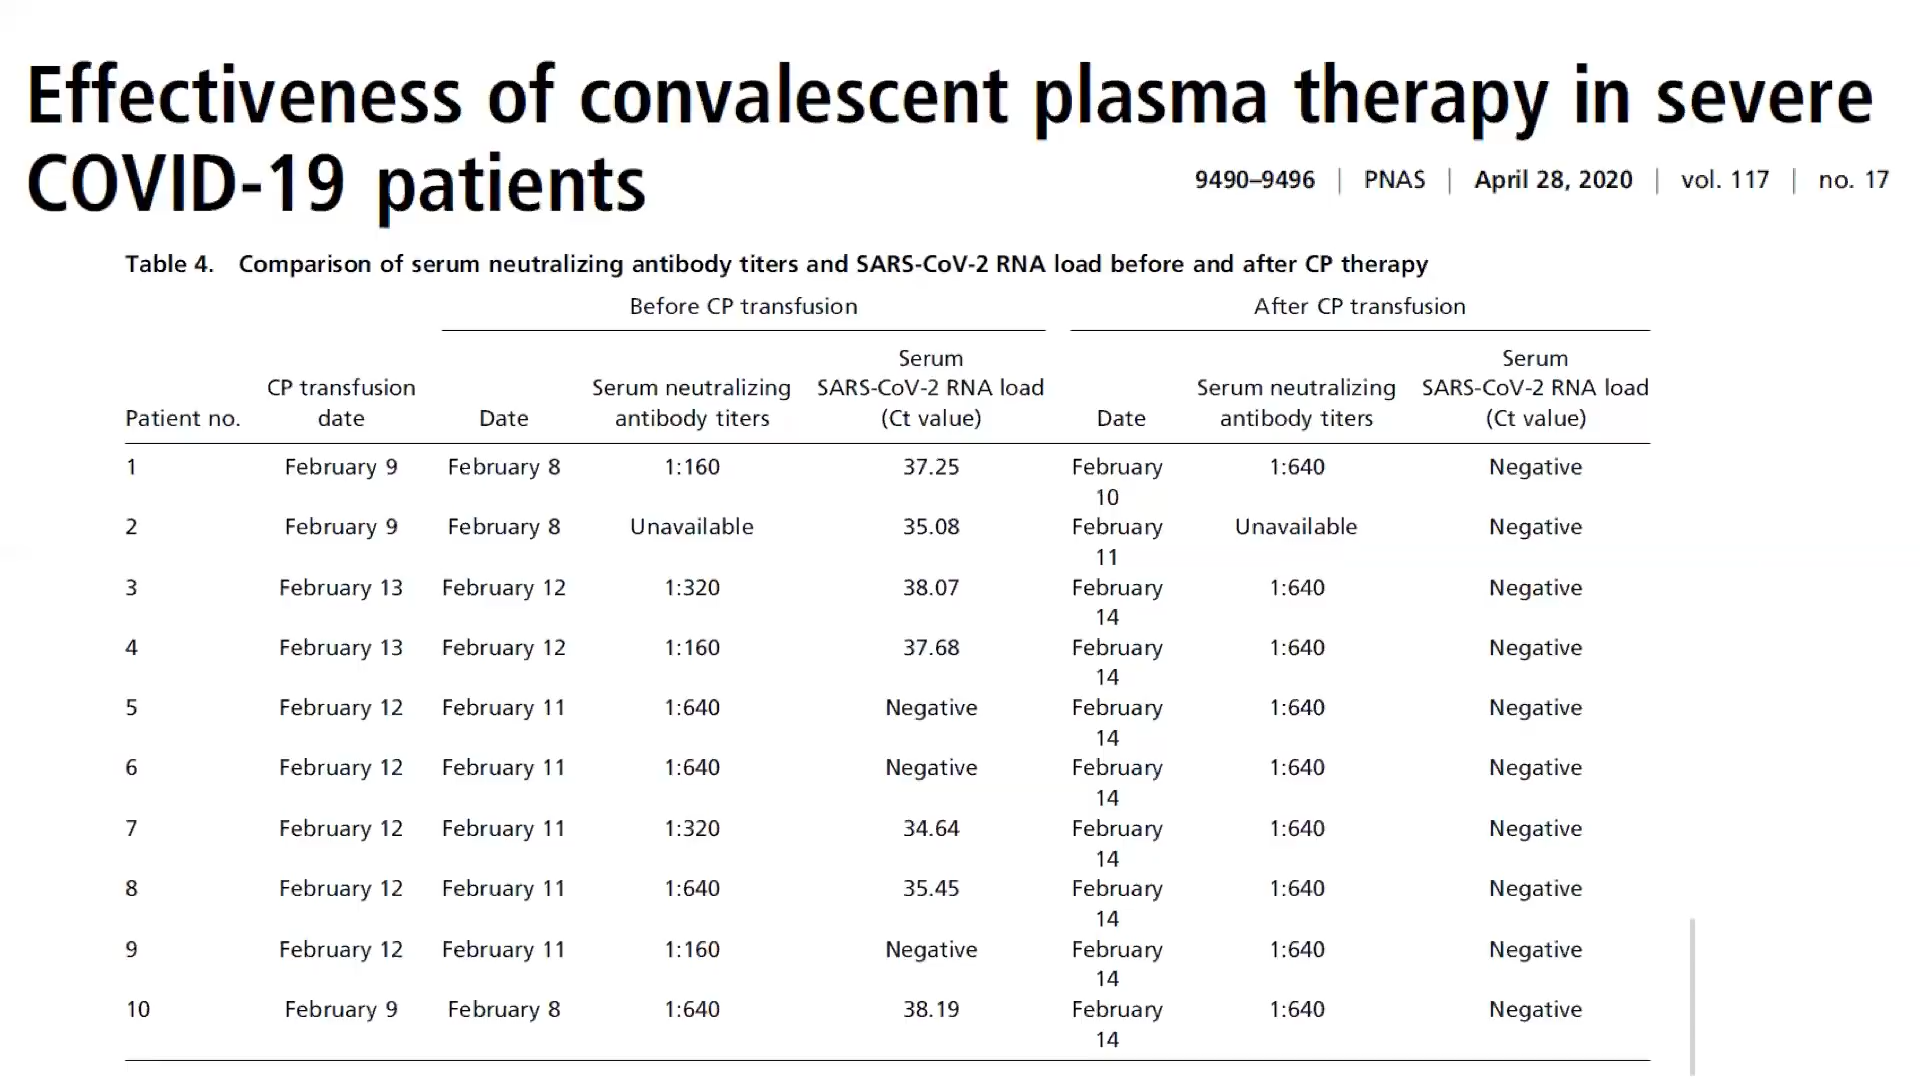 Effectiveness of convalescent plasma therapy in severe
COVID-19 patients
9490–9496 | PNAS | April 28, 2020 | vol. 117 | no. 17
Table 4. Comparison of serum neutralizing antibody titers and SARS-CoV-2 RNA load before and after CP therapy
Before CP transfusion After CP transfusion
Serum Serum
CP transfusion Serum neutralizing SARS-CoV-2 RNA load Serum neutralizing SARS-CoV-2 RNA load
Patient no. date Date antibody titers (Ct value) Date antibody titers (Ct value)
1 February 9 February 8 1:160 37.25 February 1:640 Negative
10
2 February 9 February 8 Unavailable 35.08 February Unavailable Negative
11
3 February 13 February 12 1:320 38.07 February 1:640 Negative
14
4 February 13 February 12 1:160 37.68 February 1:640 Negative
14
5 February 12 February 11 1:640 Negative February 1:640 Negative
14
6 February 12 February 11 1:640 Negative February 1:640 Negative
14
7 February 12 February 11 1:320 34.64 February 1:640 Negative
14
8 February 12 February 11 1:640 35.45 February 1:640 Negative
14
9 February 12 February 11 1:160 Negative February 1:640 Negative
14
10 February 9 February 8 1:640 38.19 February 1:640 Negative
14